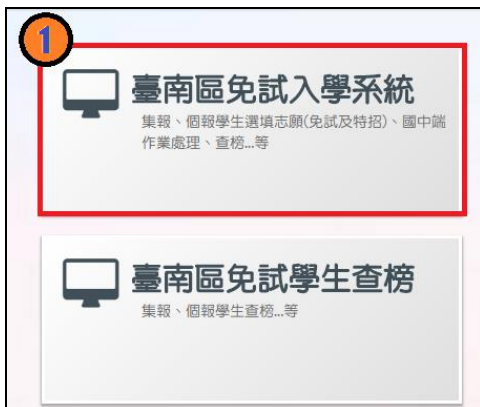 1
臺南區免試入學系統
集報、個報學生選填志願(免試及特招)、國中端
作業處理、查榜...等
臺南區免試學生查榜
集報、個報學生查榜...等